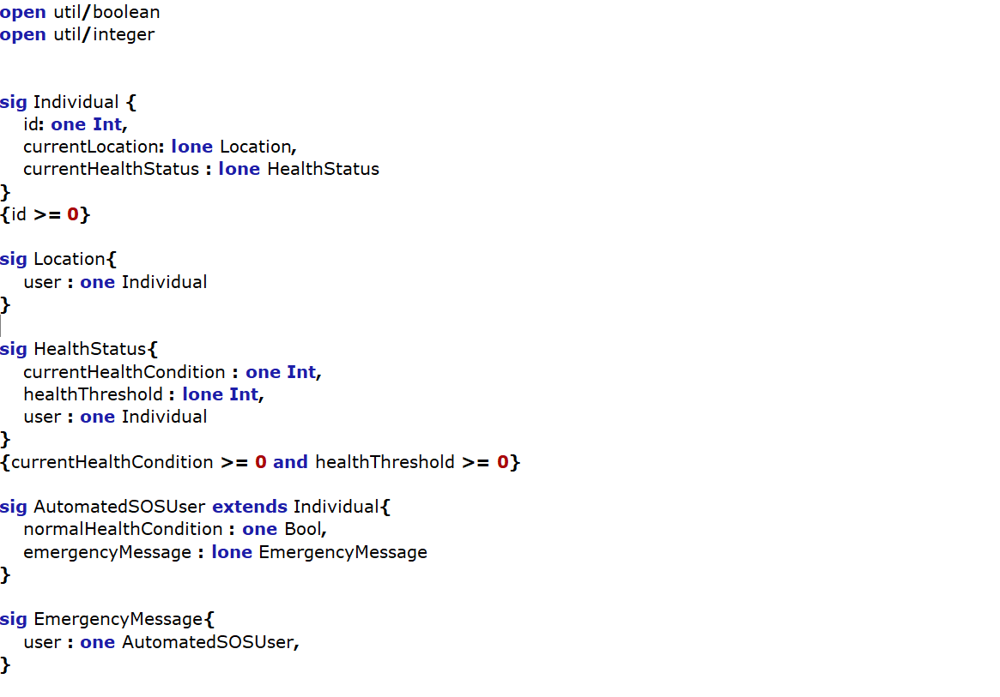 open util/boolean
open util/integer
sig Individual {
id: one Int,
currentLocation: lone Location,
currentHealthStatus : lone HealthStatus
}
{id >= 0}
sig Location{
user : one Individual
}
sig HealthStatus{
currentHealthCondition : one Int,
healthThreshold : lone Int,
user : one Individual
}
{currentHealthCondition >= 0 and healthThreshold >= 0}
sig AutomatedSOSUser extends Individual{
normalHealthCondition : one Bool,
emergencyMessage : lone EmergencyMessage
}
sig EmergencyMessage{
user : one AutomatedSOSUser,
}